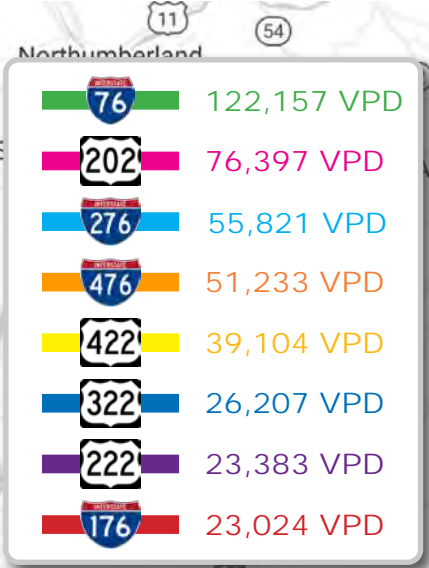 11
54
Northumberland
INTERSTATE
76 122,157 VPD
202 76,397 VPD
INTERSTATE
276 55,821 VPD
INTERSTATE
476 51,233 VPD
422 39,104 VPD
322 26,207 VPD
222 23,383 VPD
INTERSTATE
176 23,024 VPD